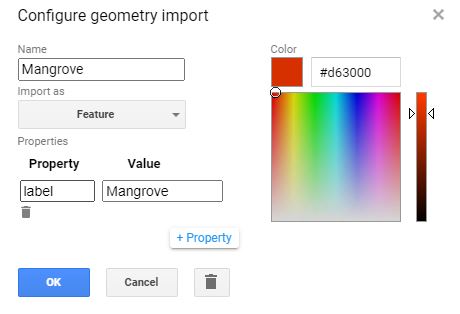 Configure geometry import
Name
Color
Mangrove
#d63000
Import as
Feature
Properties
Property Value
label Mangrove
+ Property
OK Cancel